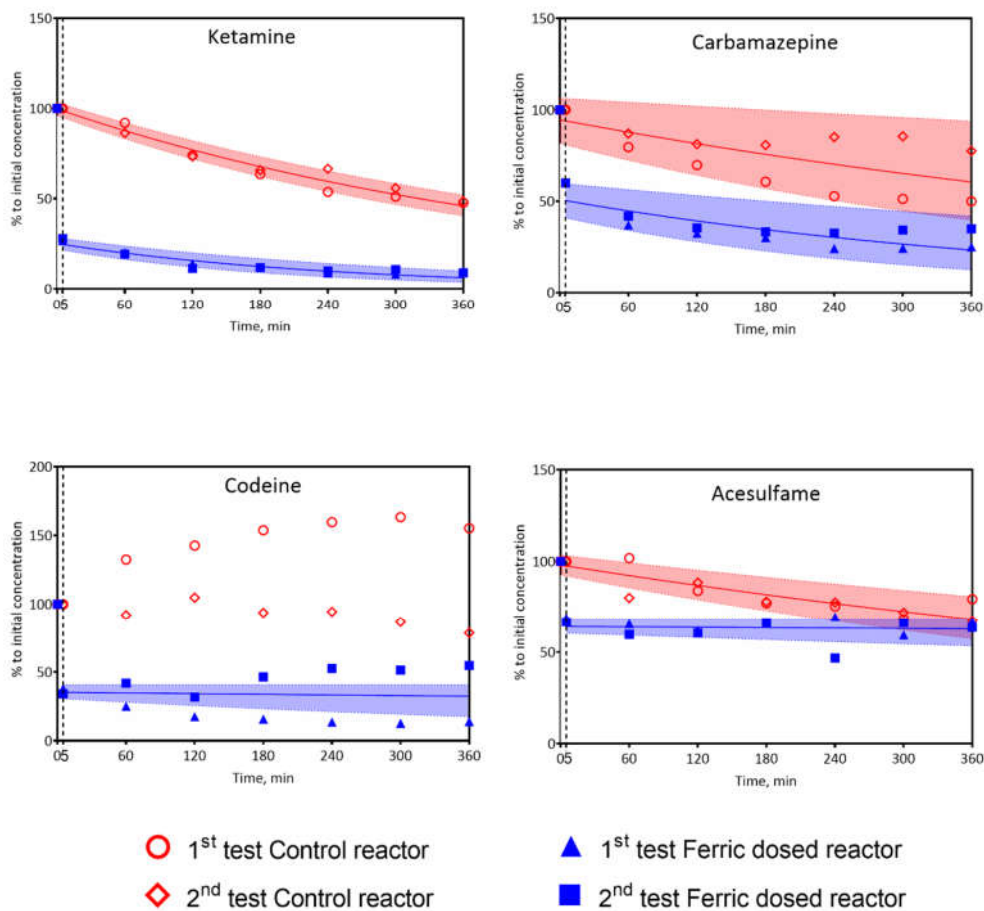 Ketamine
% to initial concentration
150
100
50
0
05 60 120 180 240 300 360
Time, min
Carbamazepine
% to initial concentration
150
100
50
0
05 60 120 180 240 300 360
Time, min
Codeine
% to initial concentration
200
150
100
50
0
05 60 120 180 240 300 360
Time, min
Acesulfame
% to initial concentration
150
100
50
0
05 60 120 180 240 300 360
Time, min
1st test Control reactor
1st test Ferric dosed reactor
2nd test Control reactor
2nd test Ferric dosed reactor